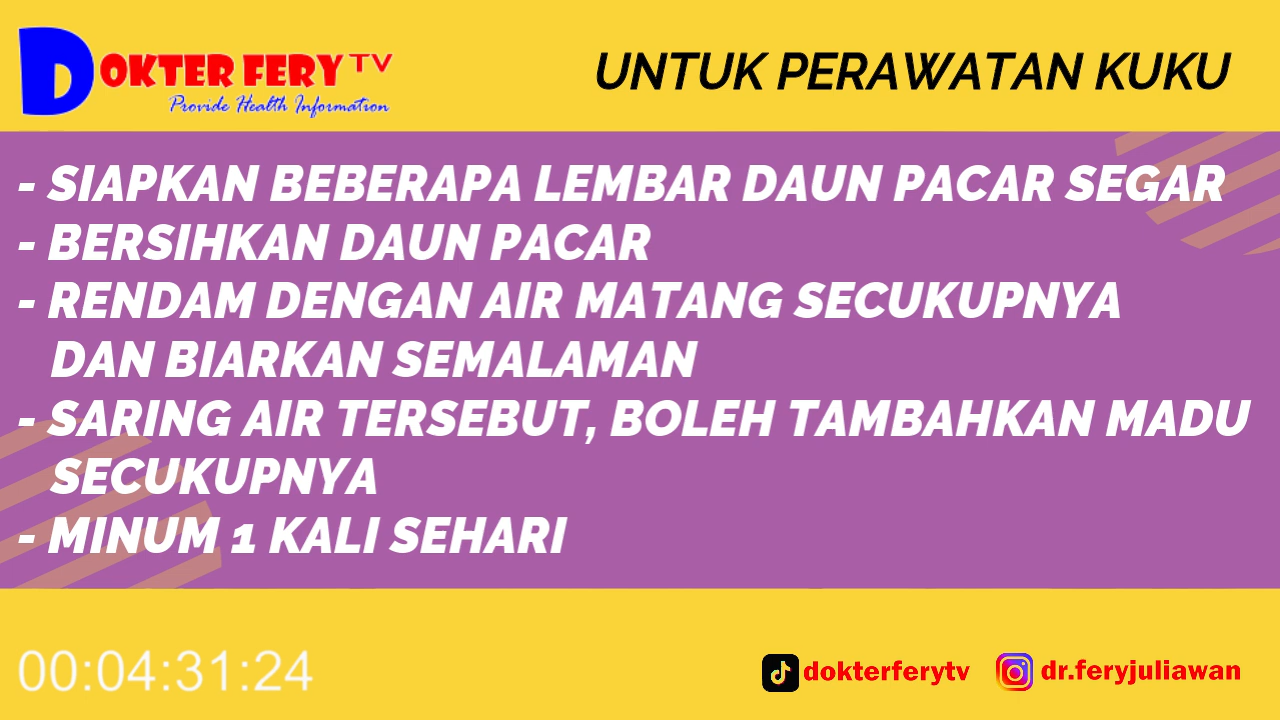 DOKTER FERY TV
Provide Health Information
UNTUK PERAWATAN KUKU
- SIAPKAN BEBERAPA LEMBAR DAUN PACAR SEGAR
- BERSIHKAN DAUN PACAR
- RENDAM DENGAN AIR MATANG SECUKUPNYA
DAN BIARKAN SEMALAMAN
- SARING AIR TERSEBUT, BOLEH TAMBAHKAN MADU
SECUKUPNYA
- MINUM 1 KALI SEHARI
00:04:31:24
dokterferytv
dr.feryjuliawan